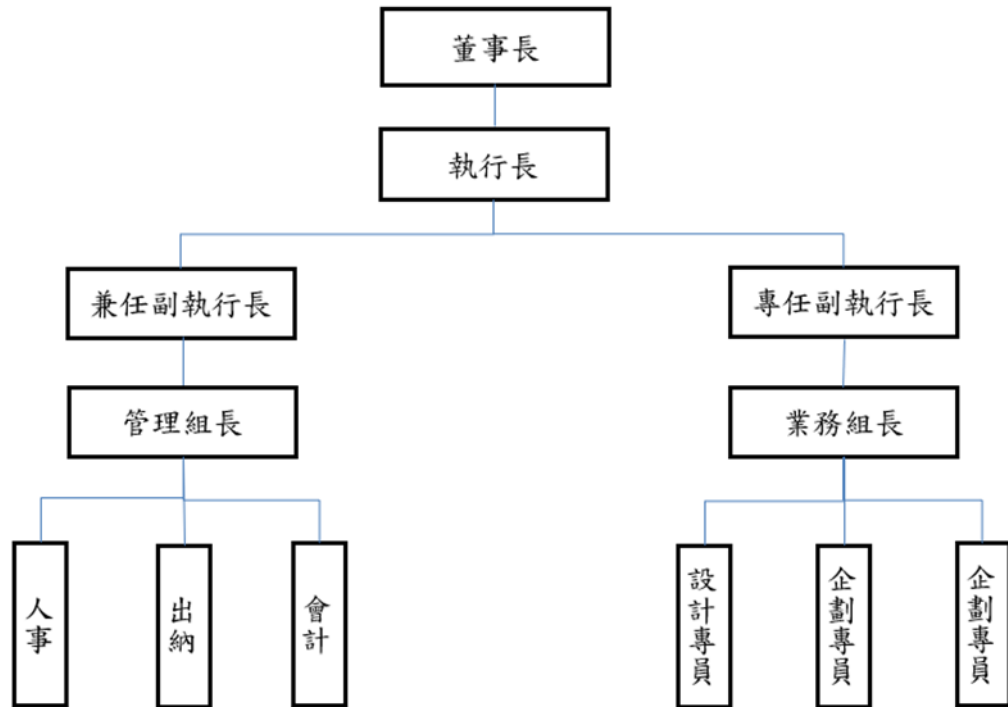 董事長
執行長
兼任副執行長
專任副執行長
管理組長
業務組長
人事
出納
會計
設計專員
企劃專員
企劃專員